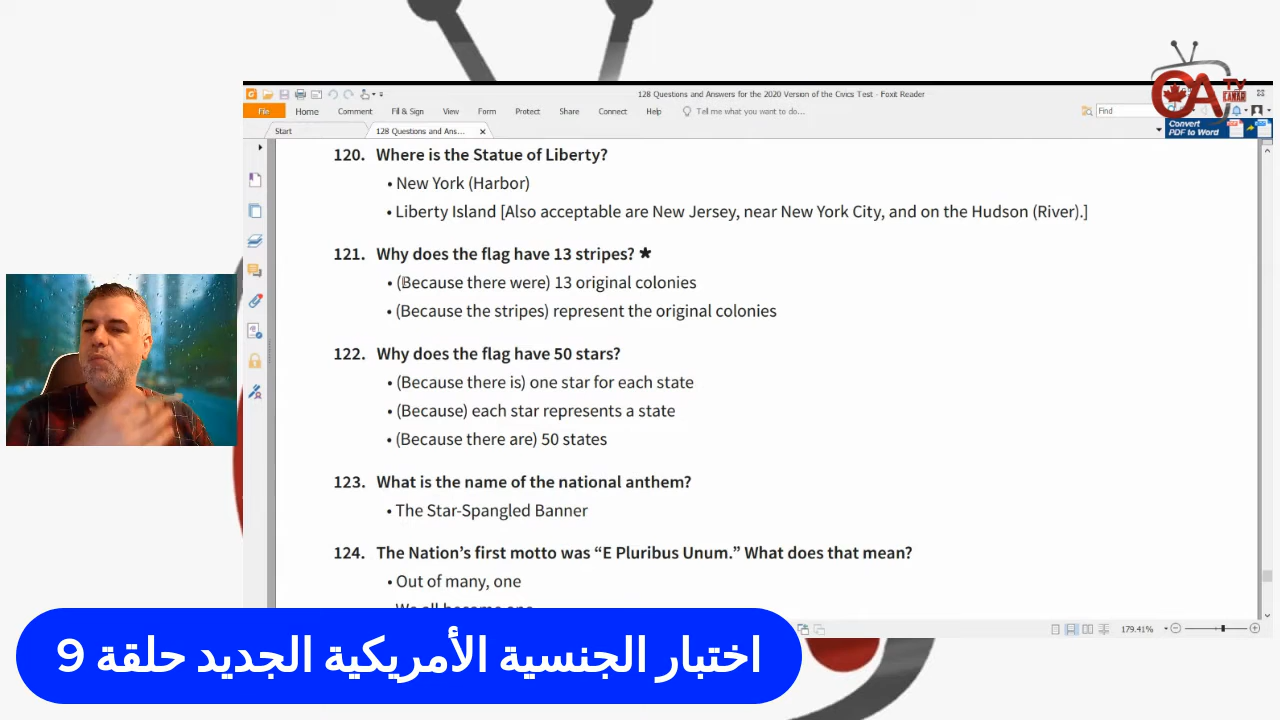 128 Questions and Answers for the 2020 Version of the Civics Test - Foxit Reader
File Home Comment Fill & Sign View Form Protect Share Connect Help Tell me what you want to do... Find
Start 128 Questions and Ans...
TV
CANAR
Convert
PDF to Word
120. Where is the Statue of Liberty?
• New York (Harbor)
• Liberty Island [Also acceptable are New Jersey, near New York City, and on the Hudson (River).]
121. Why does the flag have 13 stripes? ★
• (Because there were) 13 original colonies
• (Because the stripes) represent the original colonies
122. Why does the flag have 50 stars?
• (Because there is) one star for each state
• (Because) each star represents a state
• (Because there are) 50 states
123. What is the name of the national anthem?
• The Star-Spangled Banner
124. The Nation's first motto was “E Pluribus Unum.” What does that mean?
• Out of many, one
• We all become one
179.41%
اختبار الجنسية الأمريكية الجديد حلقة 9